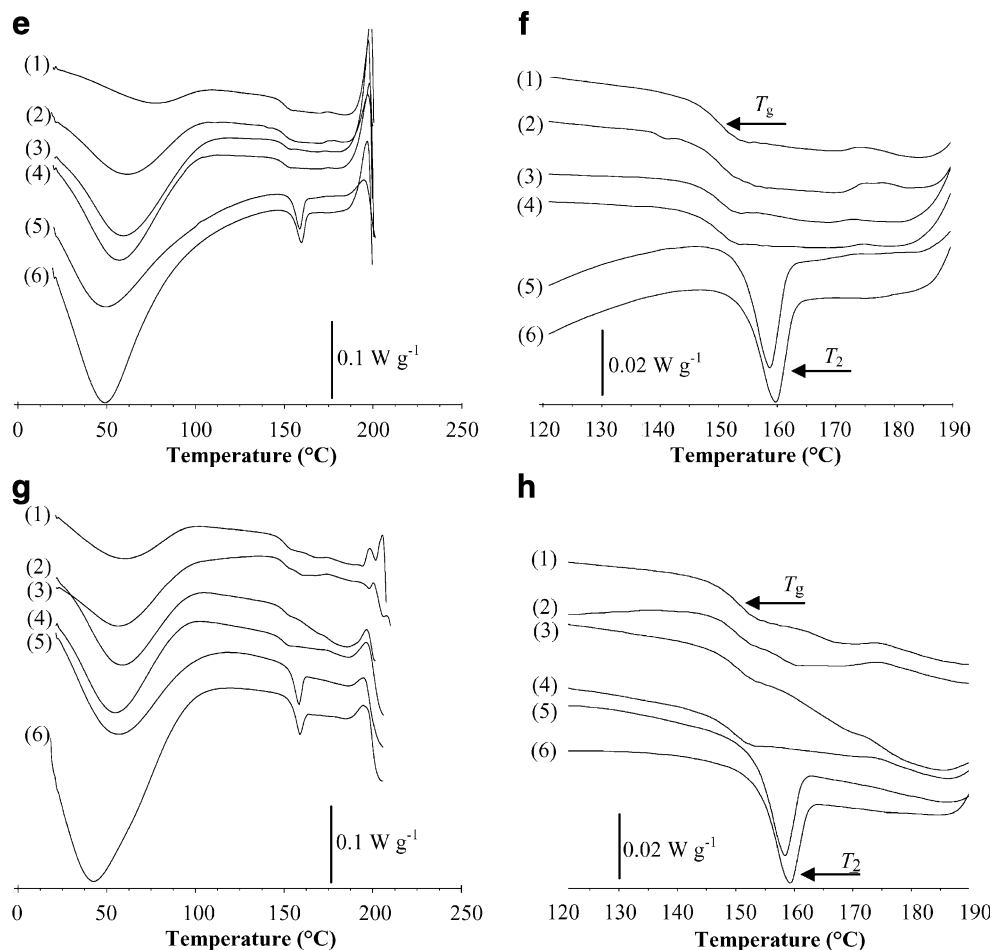 e
(1)
(2)
(3)
(4)
(5)
(6)
0.1 W g⁻¹
0 50 100 150 200 250
Temperature (°C)
f
(1)
(2)
(3)
(4)
(5)
(6)
Tg
T2
0.02 W g⁻¹
120 130 140 150 160 170 180 190
Temperature (°C)
g
(1)
(2)
(3)
(4)
(5)
(6)
0.1 W g⁻¹
0 50 100 150 200 250
Temperature (°C)
h
(1)
(2)
(3)
(4)
(5)
(6)
Tg
T2
0.02 W g⁻¹
120 130 140 150 160 170 180 190
Temperature (°C)